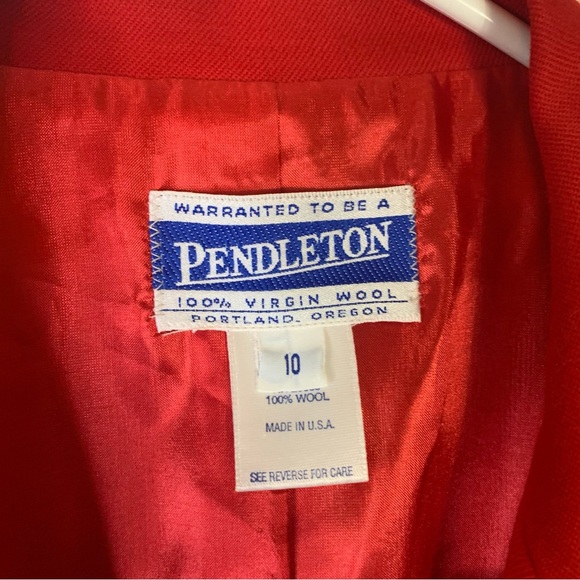 WARRANTED TO BE A
PENDLETON
100% VIRGIN WOOL
PORTLAND, OREGON
10
100% WOOL
MADE IN U.S.A.
SEE REVERSE FOR CARE